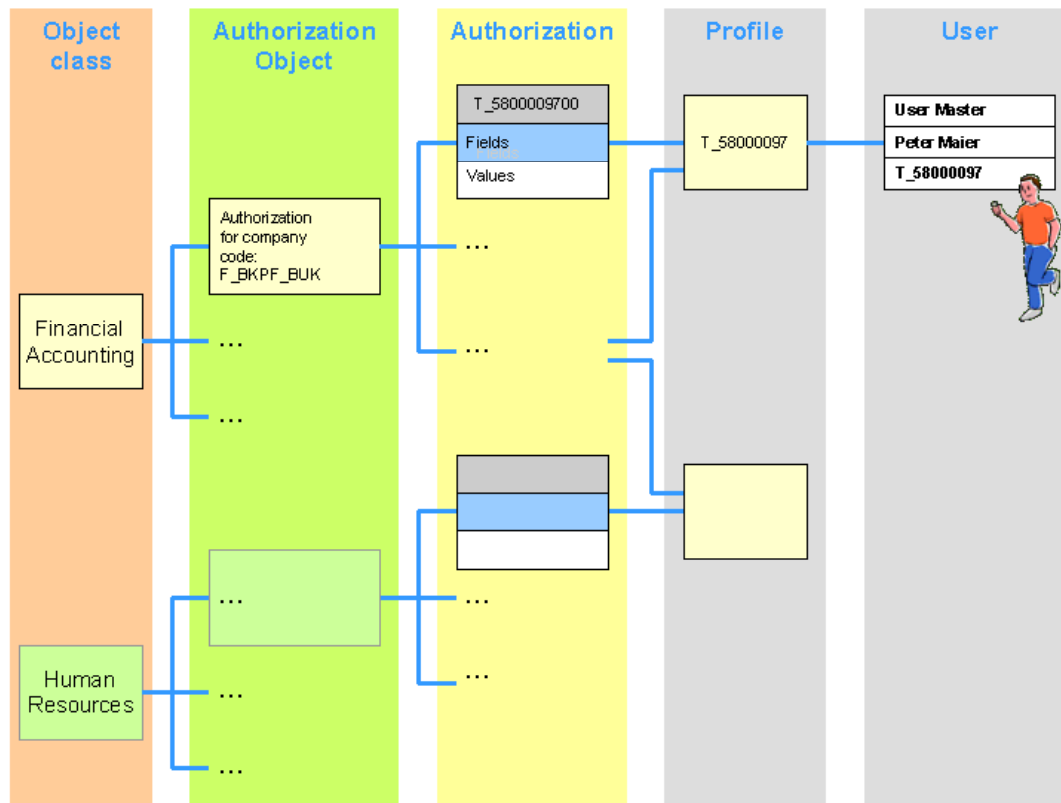 Object
class
Authorization
Object
Authorization
Profile
User
T_5800009700
Fields
Values
T_58000097
User Master
Peter Maier
T_58000097
Authorization
for company
code:
F_BKPF_BUK
...
...
Financial
Accounting
...
...
...
...
...
Human
Resources
...
...
...